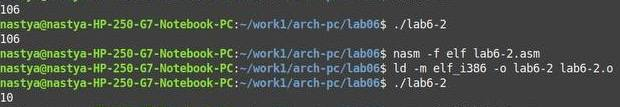 106
nastya@nastya-HP-250-G7-Notebook-PC:~/work1/arch-pc/lab06$ ./lab6-2
106
nastya@nastya-HP-250-G7-Notebook-PC:~/work1/arch-pc/lab06$ nasm -f elf lab6-2.asm
nastya@nastya-HP-250-G7-Notebook-PC:~/work1/arch-pc/lab06$ ld -m elf_i386 -o lab6-2 lab6-2.o
nastya@nastya-HP-250-G7-Notebook-PC:~/work1/arch-pc/lab06$ ./lab6-2
10